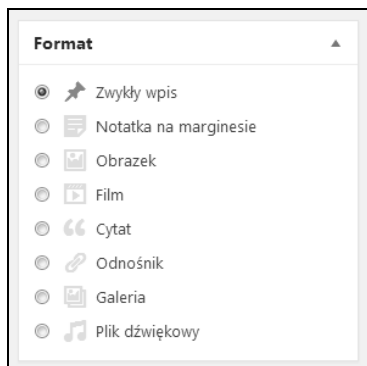 Format
Zwykły wpis
Notatka na marginesie
Obrazek
Film
Cytat
Odnośnik
Galeria
Plik dźwiękowy